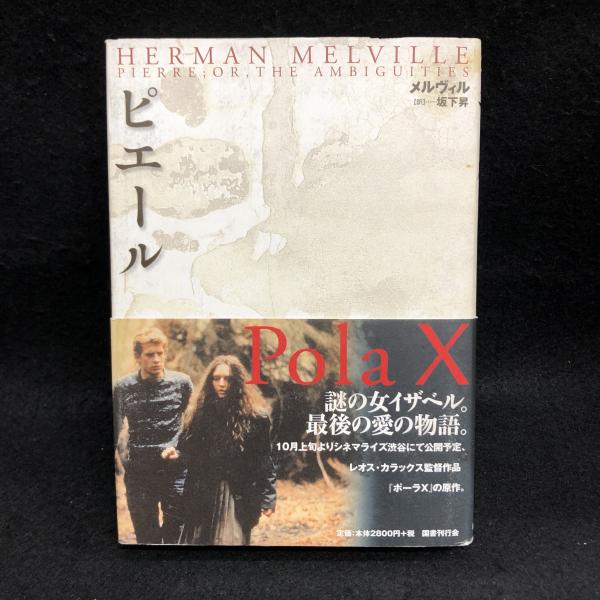 HERMAN MELVILLE
PIERRE; OR, THE AMBIGUITIES
メルヴィル
[訳]……坂下昇
ピエール
Pola X
謎の女イザベル。
最後の愛の物語。
10月上旬よりシネマライズ渋谷にて公開予定、
レオス・カラックス監督作品
『ポーラX』の原作。
定価：本体2800円+税 国書刊行会